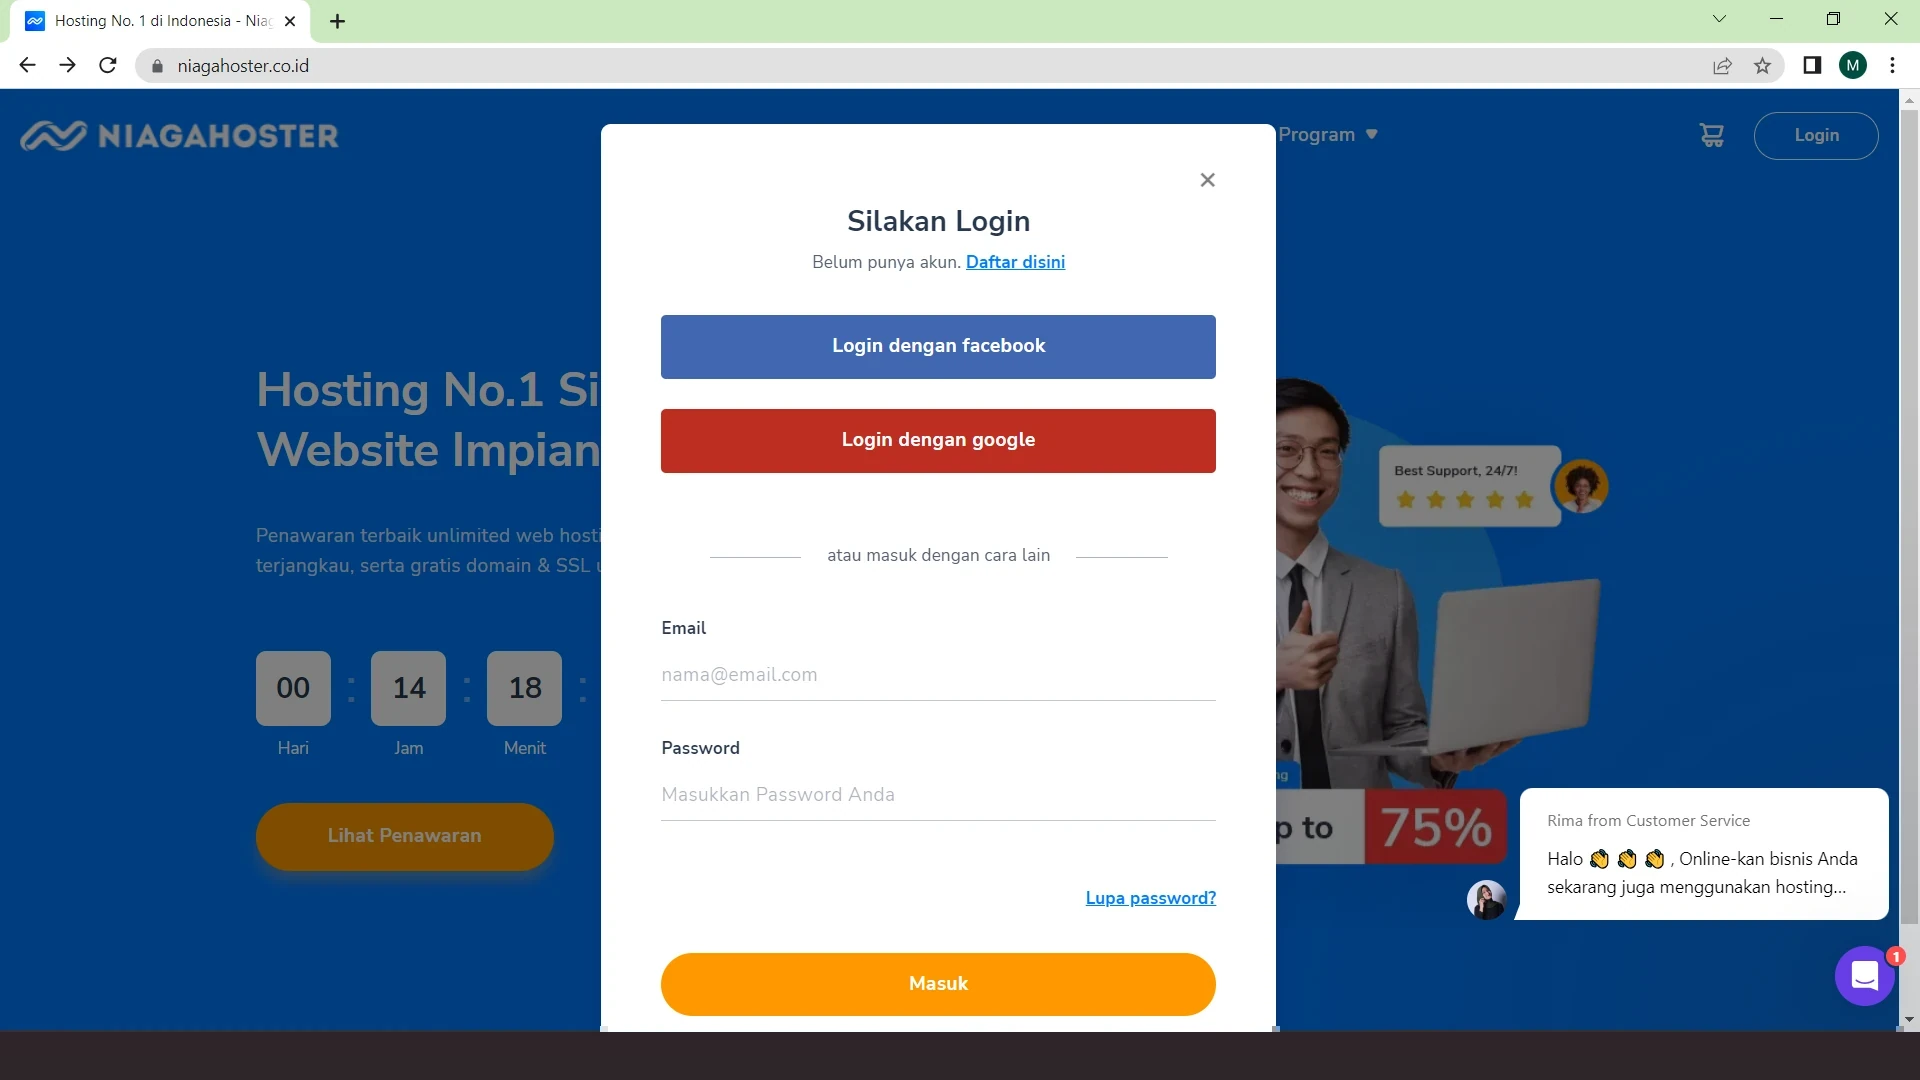 Hosting No. 1 di Indonesia - Niag
niagahoster.co.id
M
NIAGAHOSTER
Program
Login
Silakan Login
Belum punya akun. Daftar disini
Login dengan facebook
Login dengan google
atau masuk dengan cara lain
Email
nama@email.com
Password
Masukkan Password Anda
Lupa password?
Masuk
Hosting No.1 Si
Website Impian
Penawaran terbaik unlimited web hosti
terjangkau, serta gratis domain & SSL u
00 : 14 : 18 :
Hari Jam Menit
Lihat Penawaran
Best Support, 24/7!
ng
p to 75%
Rima from Customer Service
Halo 👋 👋 👋 , Online-kan bisnis Anda
sekarang juga menggunakan hosting...
1